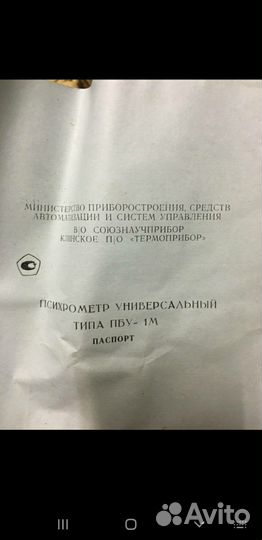 МИНИСТЕРСТВО ПРИБОРОСТРОЕНИЯ, СРЕДСТВ
АВТОМАТИЗАЦИИ И СИСТЕМ УПРАВЛЕНИЯ
В/О СОЮЗНАУЧПРИБОР
КЛИНСКОЕ П/О «ТЕРМОПРИБОР»
ПСИХРОМЕТР УНИВЕРСАЛЬНЫЙ
ТИПА ПБУ-1М
ПАСПОРТ
Avito